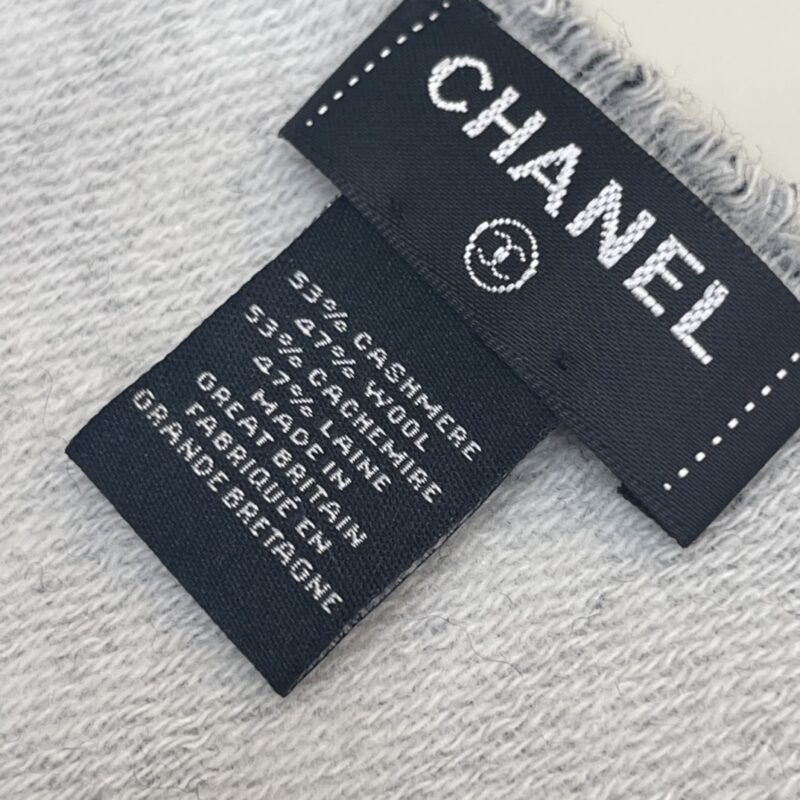 CHANEL
53% CASHMERE
47% WOOL
53% CACHEMIRE
47% LAINE
MADE IN
GREAT BRITAIN
FABRIQUÉ EN
GRANDE BRETAGNE